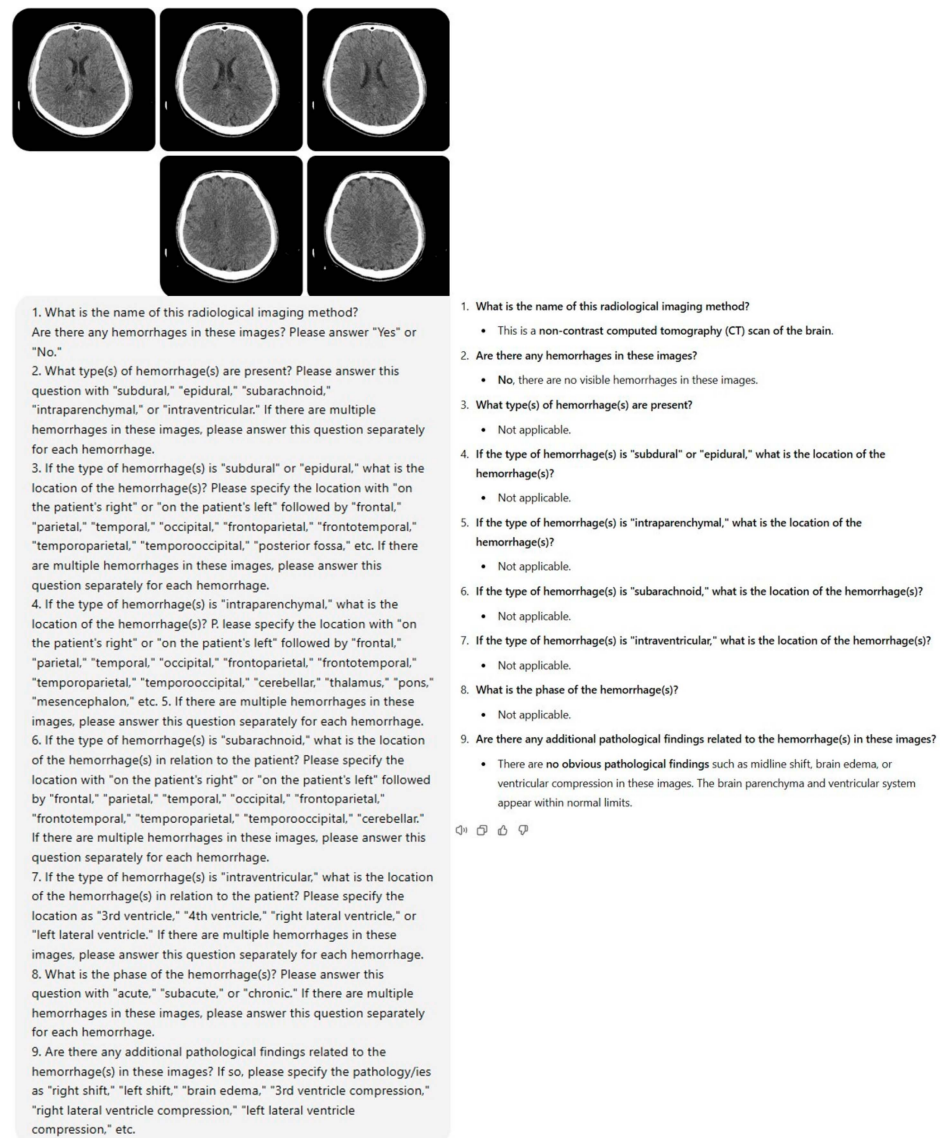 1. What is the name of this radiological imaging method?
Are there any hemorrhages in these images? Please answer "Yes" or
"No."
2. What type(s) of hemorrhage(s) are present? Please answer this
question with "subdural," "epidural," "subarachnoid,"
"intraparenchymal," or "intraventricular." If there are multiple
hemorrhages in these images, please answer this question separately
for each hemorrhage.
3. If the type of hemorrhage(s) is "subdural" or "epidural," what is the
location of the hemorrhage(s)? Please specify the location with "on
the patient's right" or "on the patient's left" followed by "frontal,"
"parietal," "temporal," "occipital," "frontoparietal," "frontotemporal,"
"temporoparietal," "temporooccipital," "posterior fossa," etc. If there
are multiple hemorrhages in these images, please answer this
question separately for each hemorrhage.
4. If the type of hemorrhage(s) is "intraparenchymal," what is the
location of the hemorrhage(s)? P. lease specify the location with "on
the patient's right" or "on the patient's left" followed by "frontal,"
"parietal," "temporal," "occipital," "frontoparietal," "frontotemporal,"
"temporoparietal," "temporooccipital," "cerebellar," "thalamus," "pons,"
"mesencephalon," etc. 5. If there are multiple hemorrhages in these
images, please answer this question separately for each hemorrhage.
6. If the type of hemorrhage(s) is "subarachnoid," what is the location
of the hemorrhage(s) in relation to the patient? Please specify the
location with "on the patient's right" or "on the patient's left" followed
by "frontal," "parietal," "temporal," "occipital," "frontoparietal,"
"frontotemporal," "temporoparietal," "temporooccipital," "cerebellar."
If there are multiple hemorrhages in these images, please answer this
question separately for each hemorrhage.
7. If the type of hemorrhage(s) is "intraventricular," what is the location
of the hemorrhage(s) in relation to the patient? Please specify the
location as "3rd ventricle," "4th ventricle," "right lateral ventricle," or
"left lateral ventricle." If there are multiple hemorrhages in these
images, please answer this question separately for each hemorrhage.
8. What is the phase of the hemorrhage(s)? Please answer this
question with "acute," "subacute," or "chronic." If there are multiple
hemorrhages in these images, please answer this question separately
for each hemorrhage.
9. Are there any additional pathological findings related to the
hemorrhage(s) in these images? If so, please specify the pathology/ies
as "right shift," "left shift," "brain edema," "3rd ventricle compression,"
"right lateral ventricle compression," "left lateral ventricle
compression," etc.
1. What is the name of this radiological imaging method?
• This is a non-contrast computed tomography (CT) scan of the brain.
2. Are there any hemorrhages in these images?
• No, there are no visible hemorrhages in these images.
3. What type(s) of hemorrhage(s) are present?
• Not applicable.
4. If the type of hemorrhage(s) is "subdural" or "epidural," what is the location of the
hemorrhage(s)?
• Not applicable.
5. If the type of hemorrhage(s) is "intraparenchymal," what is the location of the
hemorrhage(s)?
• Not applicable.
6. If the type of hemorrhage(s) is "subarachnoid," what is the location of the hemorrhage(s)?
• Not applicable.
7. If the type of hemorrhage(s) is "intraventricular," what is the location of the hemorrhage(s)?
• Not applicable.
8. What is the phase of the hemorrhage(s)?
• Not applicable.
9. Are there any additional pathological findings related to the hemorrhage(s) in these images?
• There are no obvious pathological findings such as midline shift, brain edema, or
ventricular compression in these images. The brain parenchyma and ventricular system
appear within normal limits.